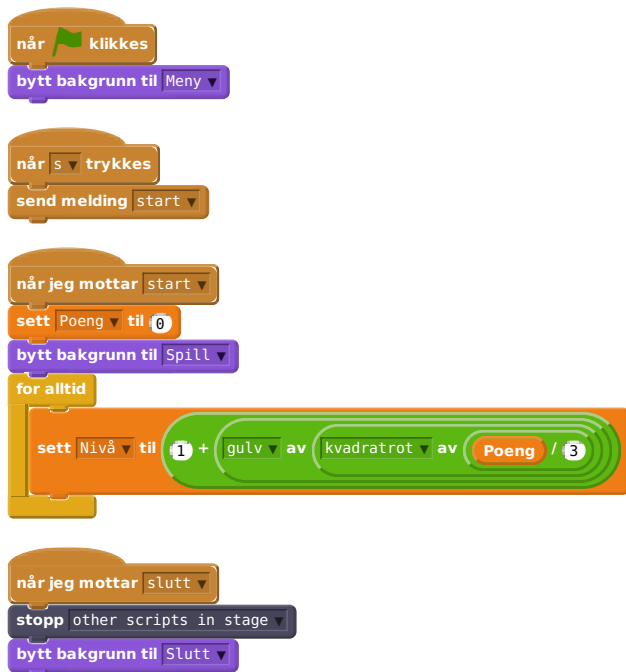 når klikkes
bytt bakgrunn til Meny
når s trykkes
send melding start
når jeg mottar start
sett Poeng til 0
bytt bakgrunn til Spill
for alltid
sett Nivå til 1 + gulv av kvadratrot av Poeng / 3
når jeg mottar slutt
stopp other scripts in stage
bytt bakgrunn til Slutt